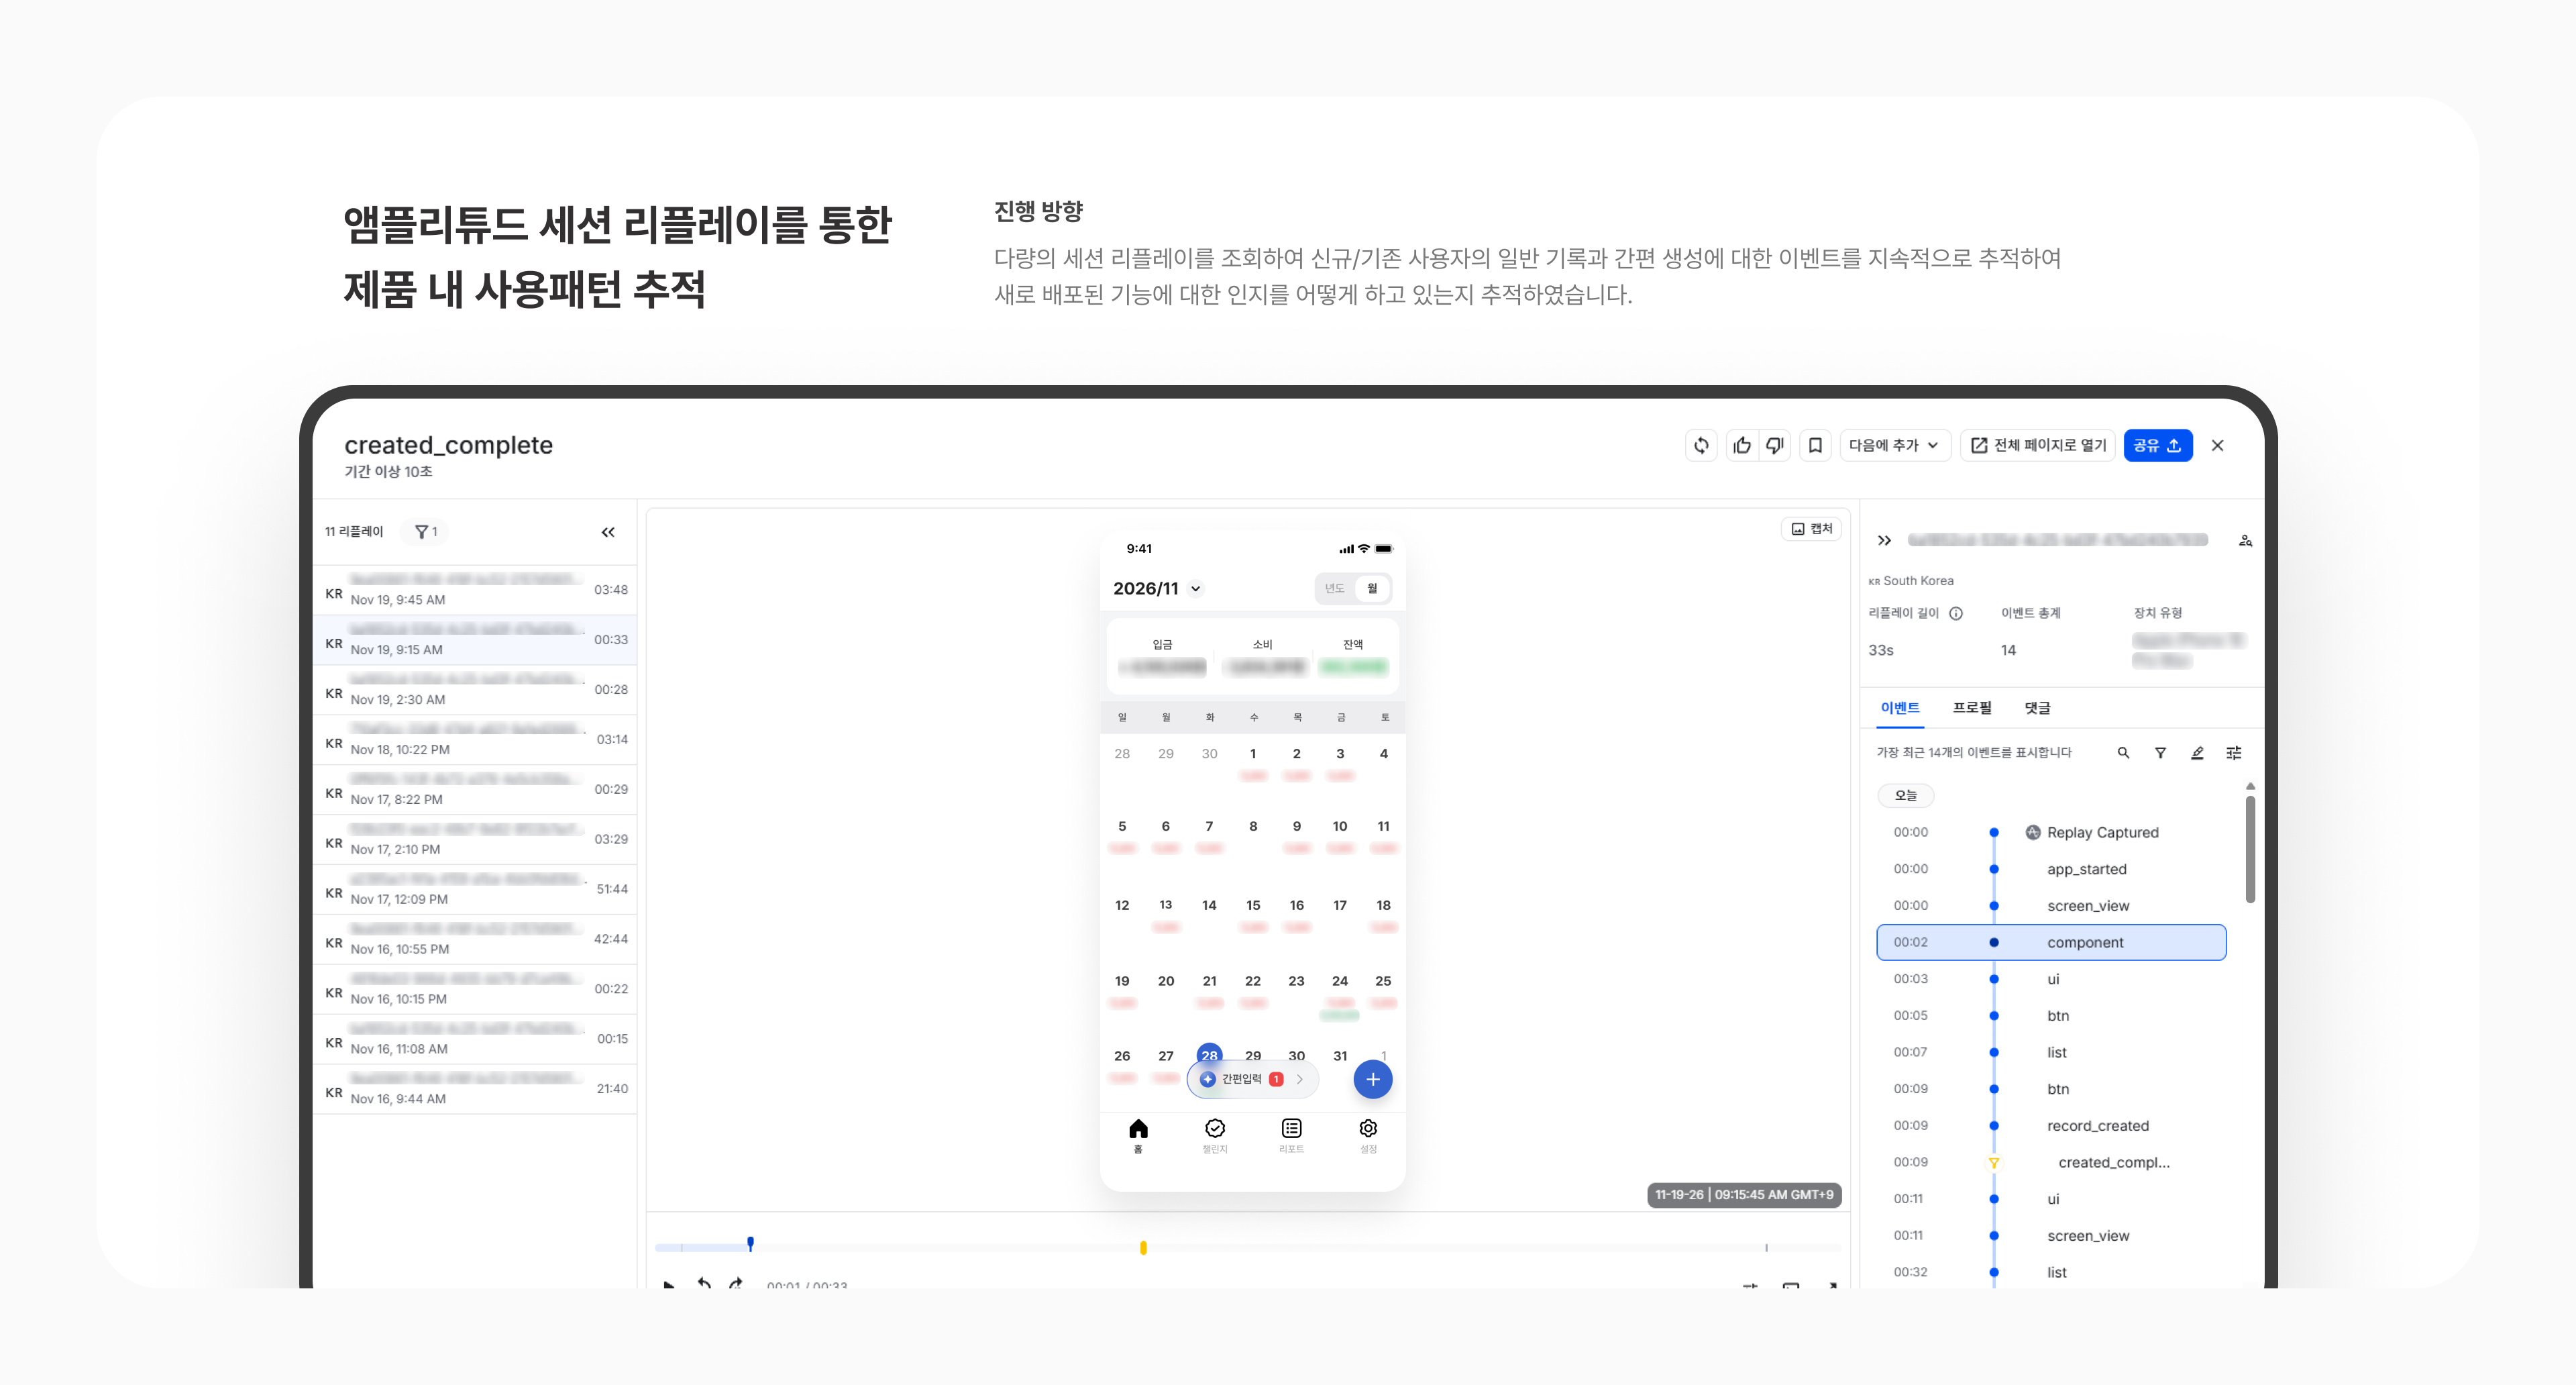 앰플리튜드 세션 리플레이를 통한
제품 내 사용패턴 추적
진행 방향
다량의 세션 리플레이를 조회하여 신규/기존 사용자의 일반 기록과 간편 생성에 대한 이벤트를 지속적으로 추적하여
새로 배포된 기능에 대한 인지를 어떻게 하고 있는지 추적하였습니다.
created_complete
기간 이상 10초
다음에 추가
전체 페이지로 열기
공유
11 리플레이
1
KR
03:48
Nov 19, 9:45 AM
KR
00:33
Nov 19, 9:15 AM
KR
00:28
Nov 19, 2:30 AM
KR
03:14
Nov 18, 10:22 PM
KR
00:29
Nov 17, 8:22 PM
KR
03:29
Nov 17, 2:10 PM
KR
51:44
Nov 17, 12:09 PM
KR
42:44
Nov 16, 10:55 PM
KR
00:22
Nov 16, 10:15 PM
KR
00:15
Nov 16, 11:08 AM
KR
21:40
Nov 16, 9:44 AM
캡처
9:41
2026/11
년도 월
입금 소비 잔액
일 월 화 수 목 금 토
28 29 30 1 2 3 4
5 6 7 8 9 10 11
12 13 14 15 16 17 18
19 20 21 22 23 24 25
26 27 28 29 30 31 1
간편입력 1
홈 챌린지 리포트 설정
11-19-26 | 09:15:45 AM GMT+9
00:01 / 00:33
KR South Korea
리플레이 길이 이벤트 총계 장치 유형
33s 14
이벤트 프로필 댓글
가장 최근 14개의 이벤트를 표시합니다
오늘
00:00 Replay Captured
00:00 app_started
00:00 screen_view
00:02 component
00:03 ui
00:05 btn
00:07 list
00:09 btn
00:09 record_created
00:09 created_compl...
00:11 ui
00:11 screen_view
00:32 list